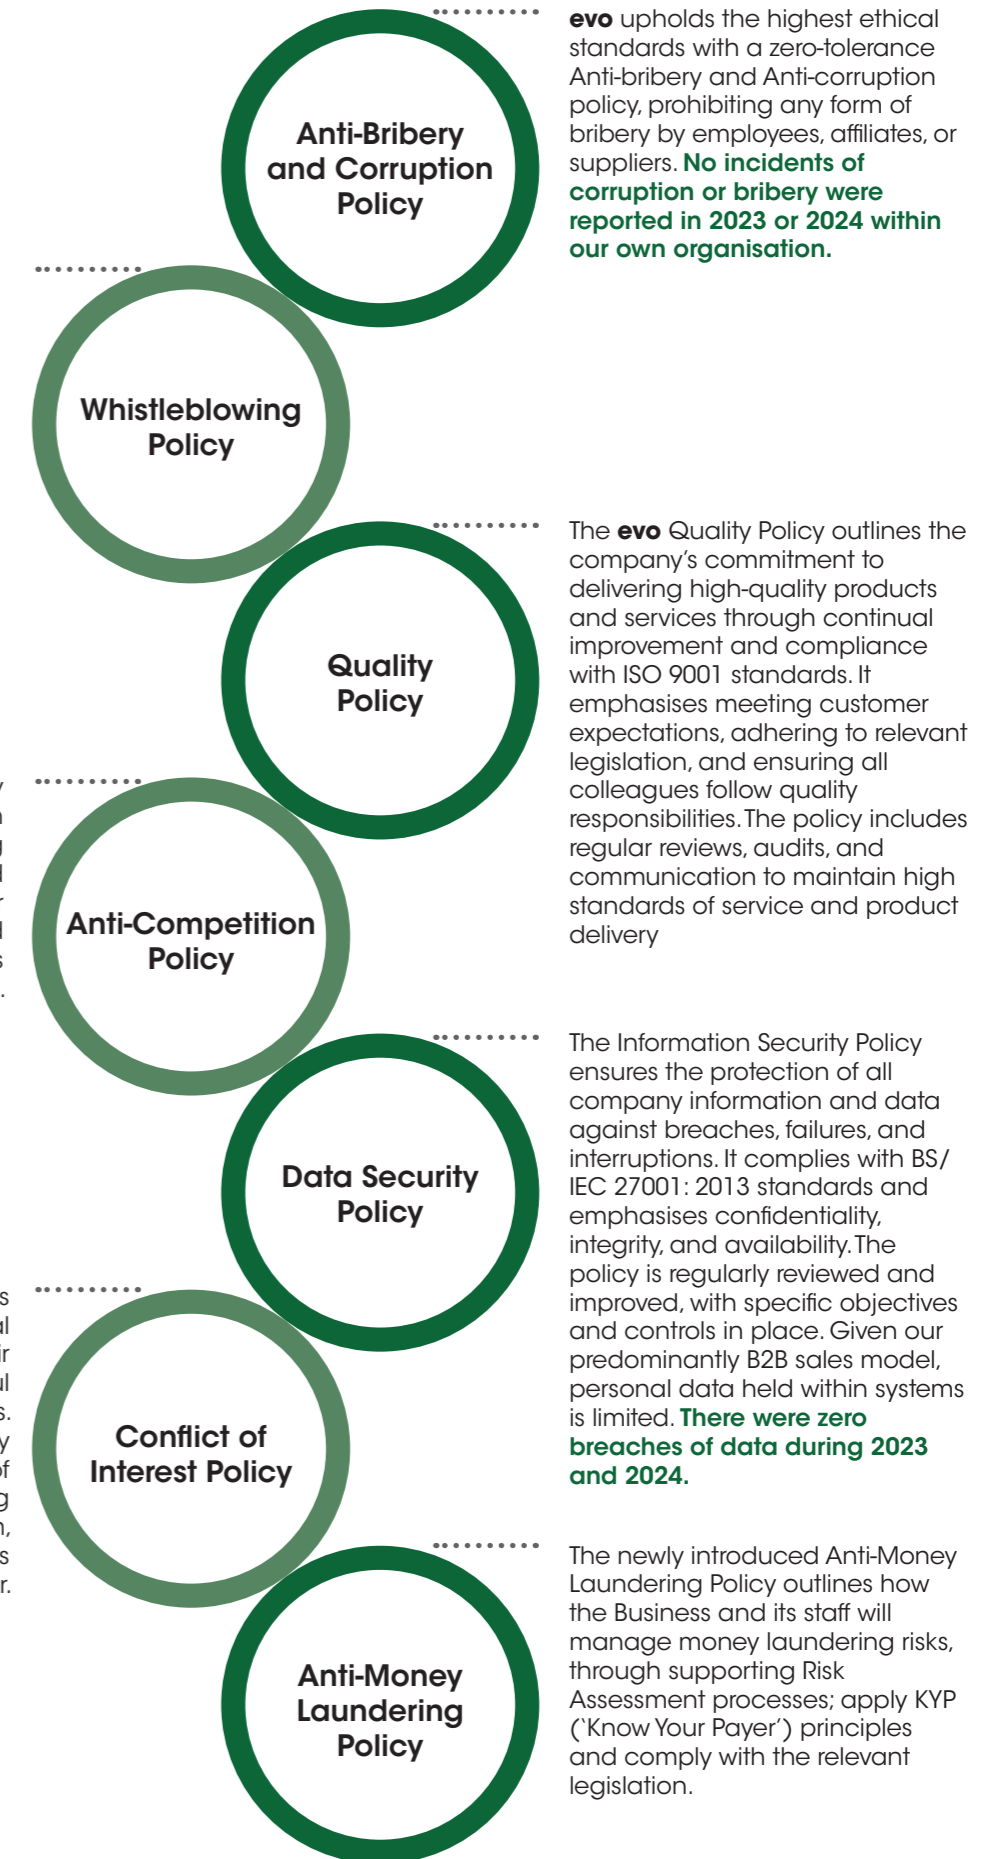 Anti-Bribery
and Corruption
Policy
evo upholds the highest ethical
standards with a zero-tolerance
Anti-bribery and Anti-corruption
policy, prohibiting any form of
bribery by employees, affiliates, or
suppliers. No incidents of
corruption or bribery were
reported in 2023 or 2024 within
our own organisation.
Whistleblowing
Policy
Quality
Policy
The evo Quality Policy outlines the
company's commitment to
delivering high-quality products
and services through continual
improvement and compliance
with ISO 9001 standards. It
emphasises meeting customer
expectations, adhering to relevant
legislation, and ensuring all
colleagues follow quality
responsibilities. The policy includes
regular reviews, audits, and
communication to maintain high
standards of service and product
delivery
Anti-Competition
Policy
Data Security
Policy
The Information Security Policy
ensures the protection of all
company information and data
against breaches, failures, and
interruptions. It complies with BS/
IEC 27001: 2013 standards and
emphasises confidentiality,
integrity, and availability. The
policy is regularly reviewed and
improved, with specific objectives
and controls in place. Given our
predominantly B2B sales model,
personal data held within systems
is limited. There were zero
breaches of data during 2023
and 2024.
Conflict of
Interest Policy
Anti-Money
Laundering
Policy
The newly introduced Anti-Money
Laundering Policy outlines how
the Business and its staff will
manage money laundering risks,
through supporting Risk
Assessment processes; apply KYP
('Know Your Payer') principles
and comply with the relevant
legislation.